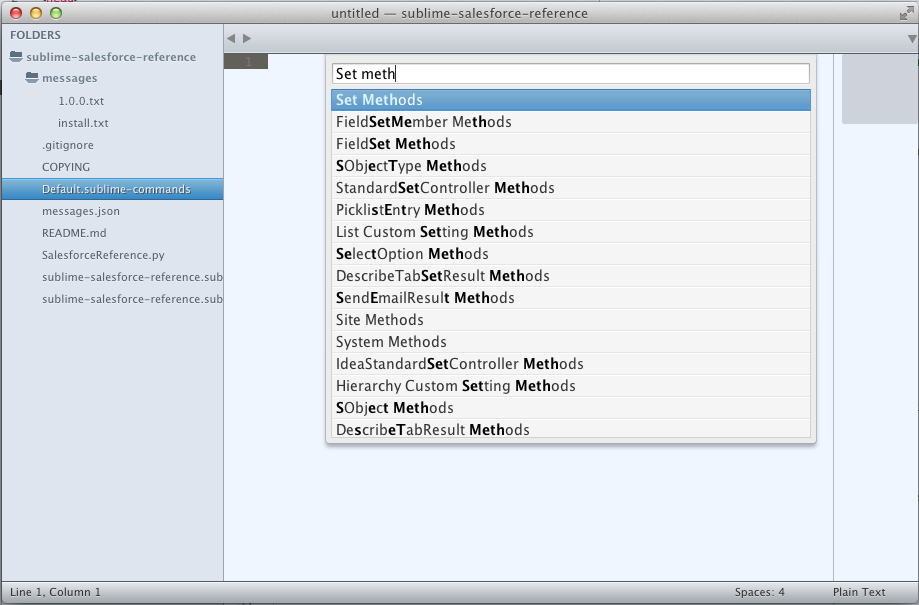 untitled — sublime-salesforce-reference
FOLDERS
sublime-salesforce-reference
messages
1.0.0.txt
install.txt
.gitignore
COPYING
Default.sublime-commands
messages.json
README.md
SalesforceReference.py
sublime-salesforce-reference.sub
sublime-salesforce-reference.sub
1
Set meth
Set Methods
FieldSetMember Methods
FieldSet Methods
SObjectType Methods
StandardSetController Methods
PicklistEntry Methods
List Custom Setting Methods
SelectOption Methods
DescribeTabSetResult Methods
SendEmailResult Methods
Site Methods
System Methods
IdeaStandardSetController Methods
Hierarchy Custom Setting Methods
SObject Methods
DescribeTabResult Methods
Line 1, Column 1
Spaces: 4
Plain Text